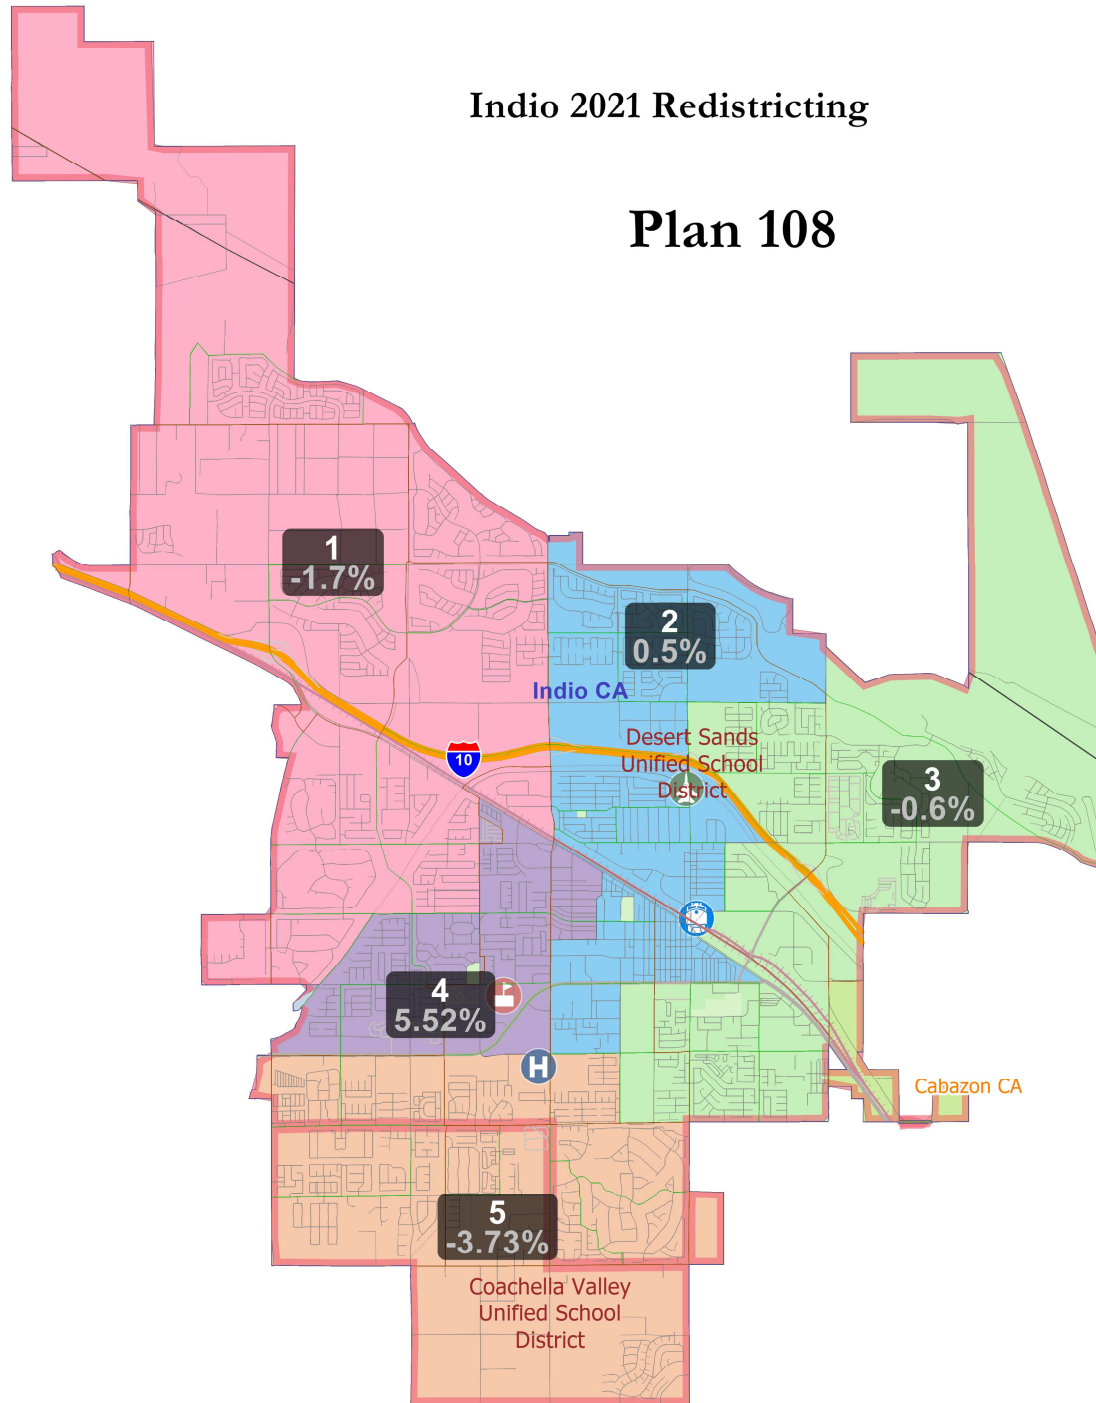 Indio 2021 Redistricting
Plan 108
1
-1.7%
2
0.5%
Indio CA
Desert Sands
Unified School
District
10
3
-0.6%
4
5.52%
H
Cabazon CA
5
-3.73%
Coachella Valley
Unified School
District